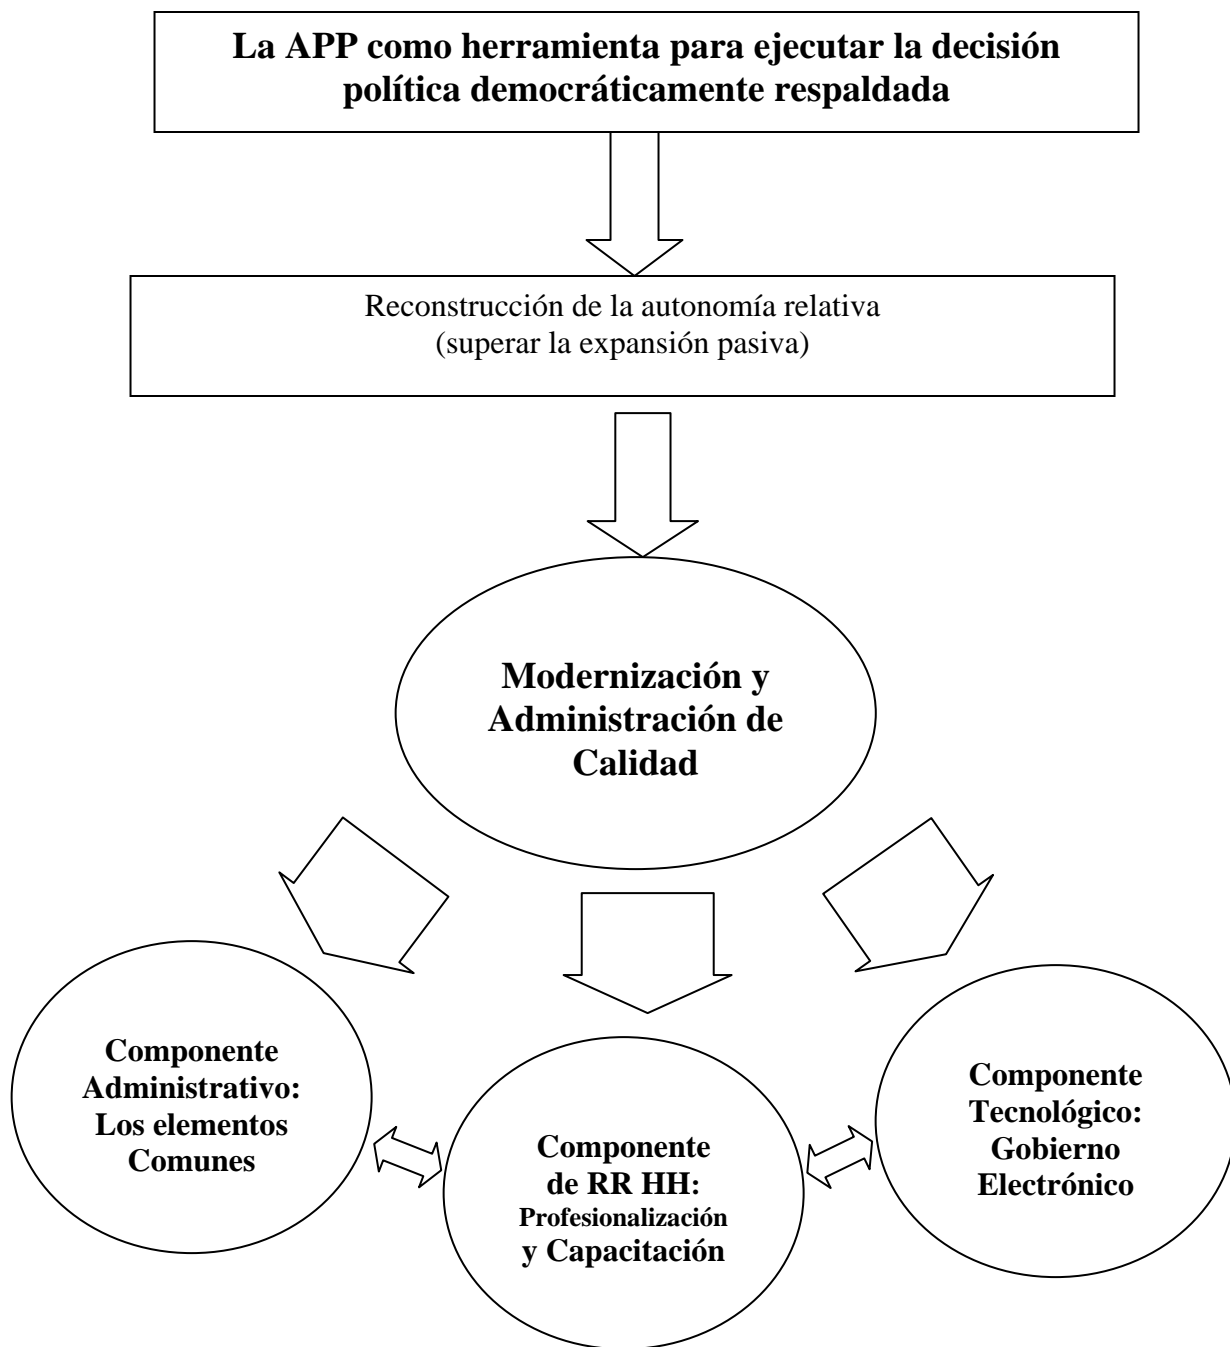 La APP como herramienta para ejecutar la decisión
política democráticamente respaldada
Reconstrucción de la autonomía relativa
(superar la expansión pasiva)
Modernización y
Administración de
Calidad
Componente
Administrativo:
Los elementos
Comunes
Componente
de RR HH:
Profesionalización
y Capacitación
Componente
Tecnológico:
Gobierno
Electrónico